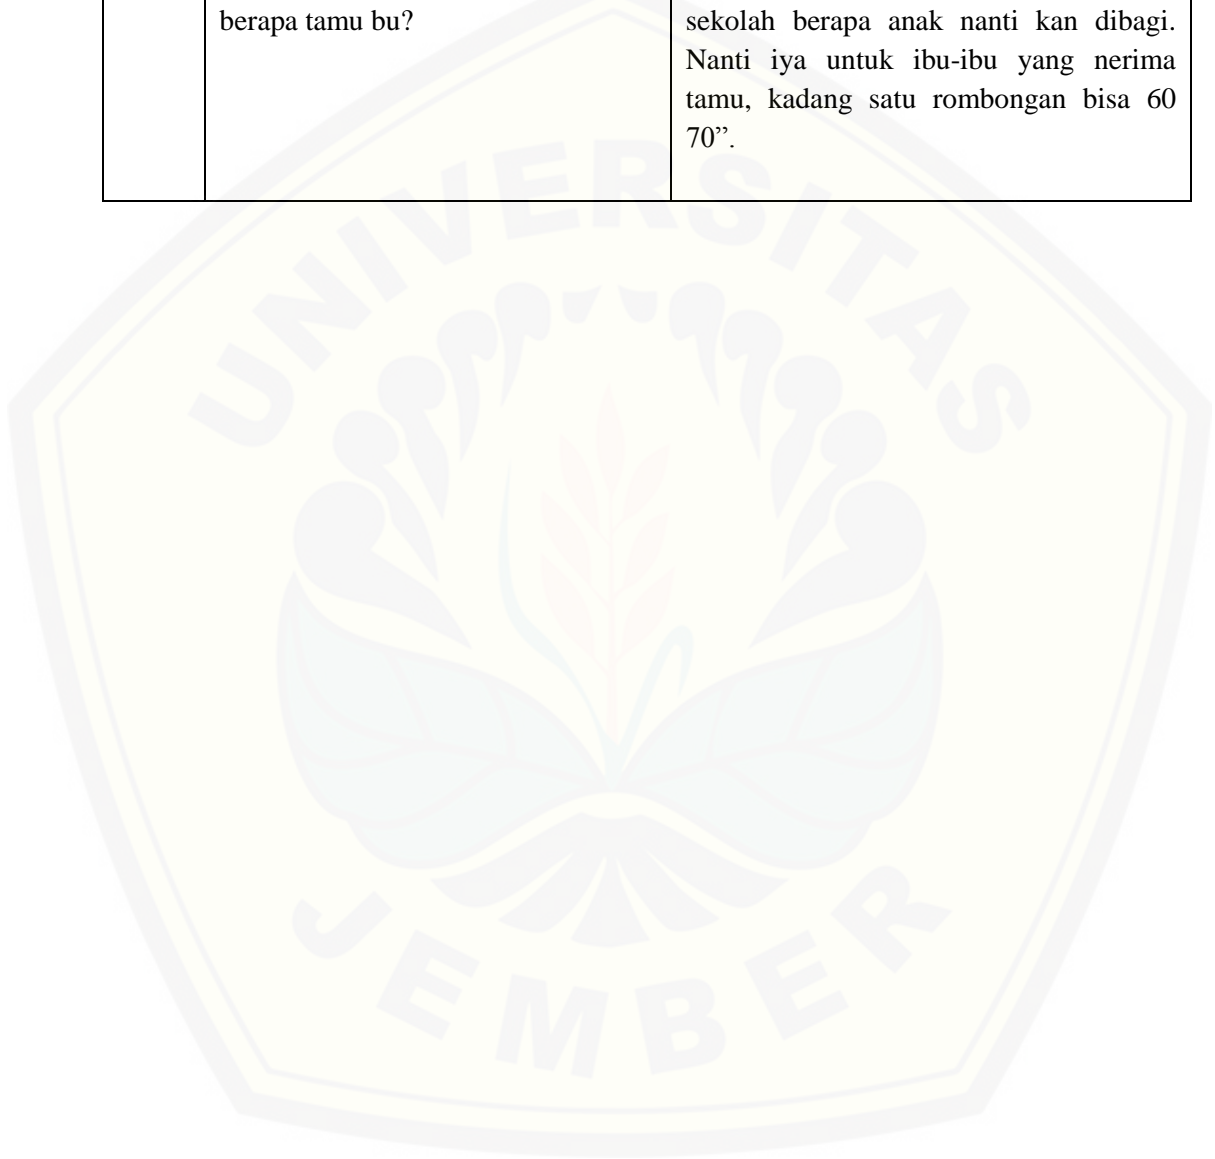 berapa tamu bu?
sekolah berapa anak nanti kan dibagi.
Nanti iya untuk ibu-ibu yang nerima
tamu, kadang satu rombongan bisa 60
70”.
UNIVERSITAS
JEMBER